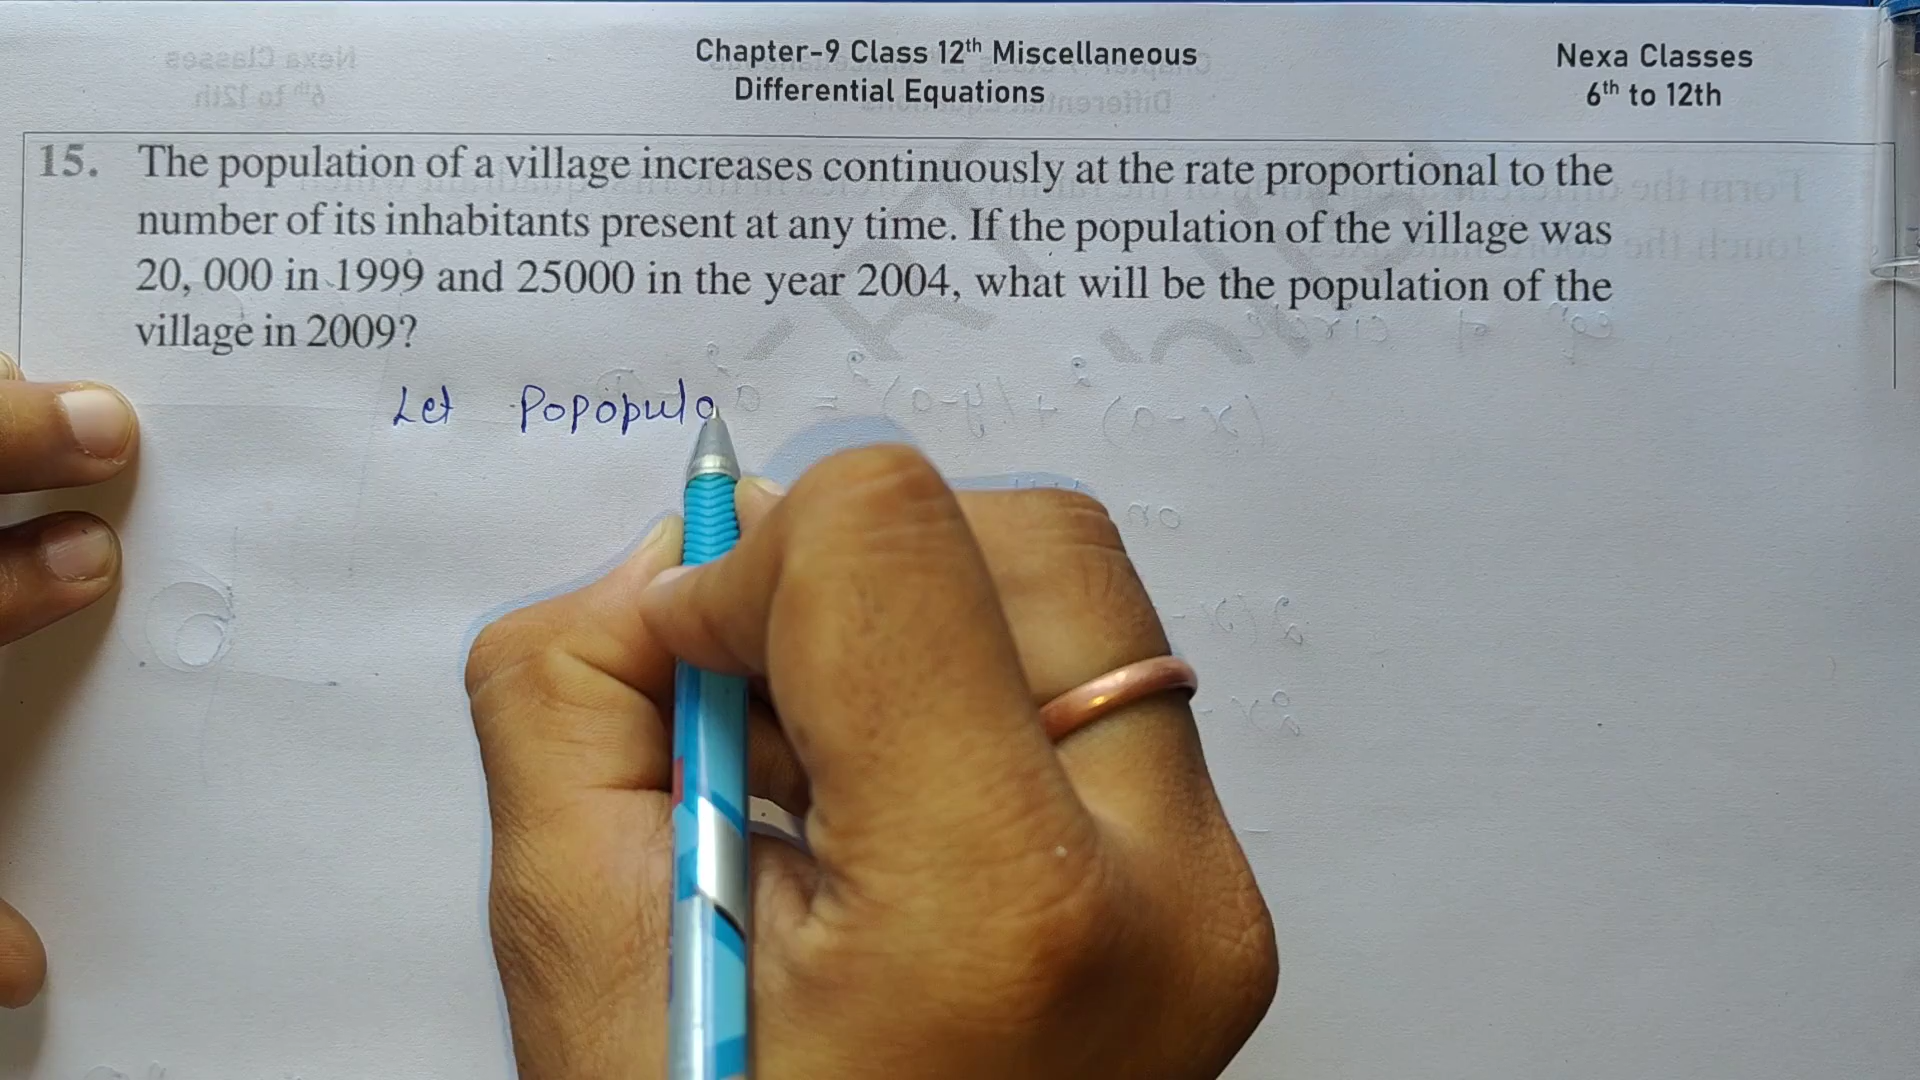 Chapter-9 Class 12th Miscellaneous
Differential Equations
Nexa Classes
6th to 12th
15. The population of a village increases continuously at the rate proportional to the
number of its inhabitants present at any time. If the population of the village was
20, 000 in 1999 and 25000 in the year 2004, what will be the population of the
village in 2009?
Let Popopula